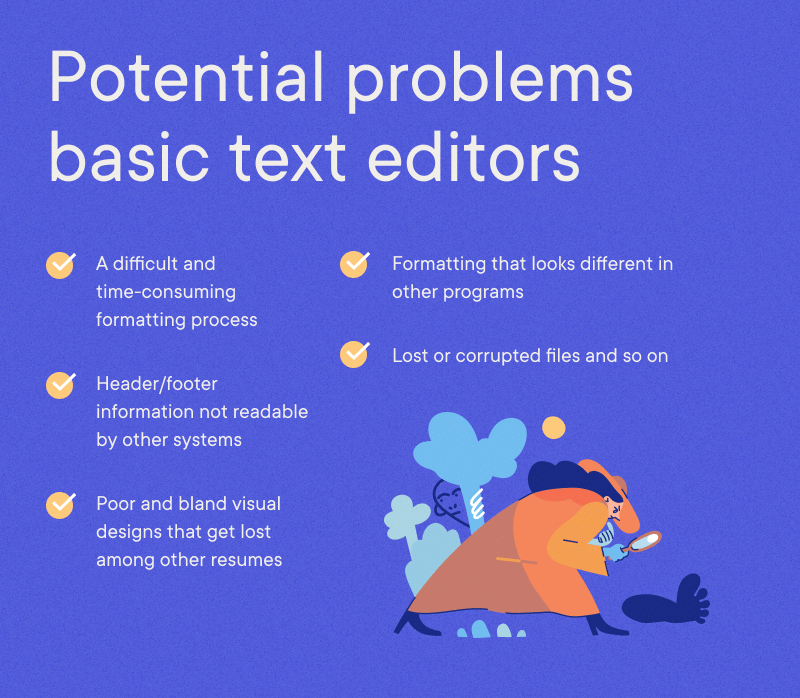 Potential problems
basic text editors
A difficult and
time-consuming
formatting process
Header/footer
information not readable
by other systems
Poor and bland visual
designs that get lost
among other resumes
Formatting that looks different in
other programs
Lost or corrupted files and so on